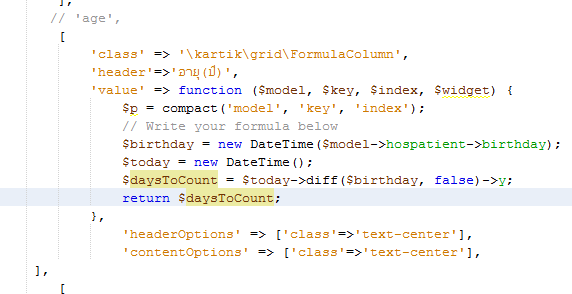 ],
// 'age',
[
'class' => '\kartik\grid\FormulaColumn',
'header'=>'อายุ(ปี)',
'value' => function ($model, $key, $index, $widget) {
$p = compact('model', 'key', 'index');
// Write your formula below
$birthday = new DateTime($model->hospatient->birthday);
$today = new DateTime();
$daysToCount = $today->diff($birthday, false)->y;
return $daysToCount;
},
'headerOptions' => ['class'=>'text-center'],
'contentOptions' => ['class'=>'text-center'],
],
[